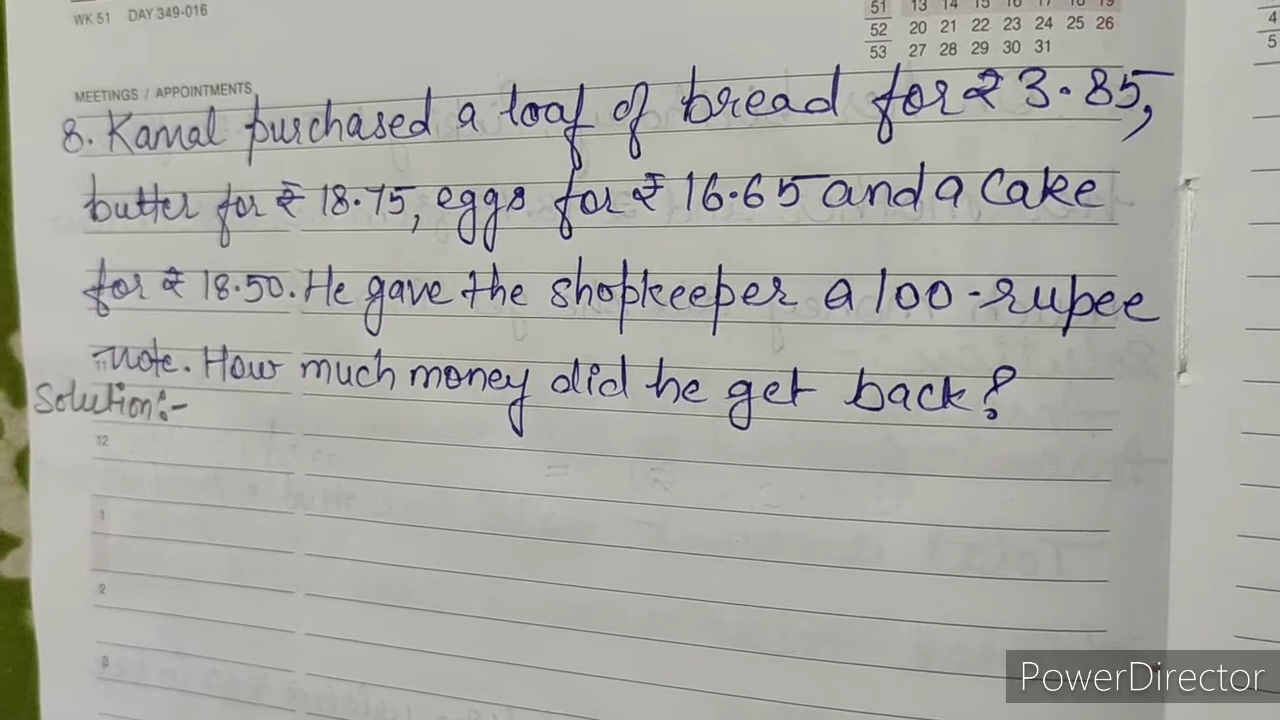 WK 51 DAY 349-016
51 13 14 15 16 17 18 19
52 20 21 22 23 24 25 26
53 27 28 29 30 31
4
5
MEETINGS / APPOINTMENTS
8. Kamal purchased a loaf of bread for ₹ 3.85,
butter for ₹ 18.75, eggs for ₹ 16.65 and a Cake
for ₹ 18.50. He gave the shopkeeper a 100-rupee
note. How much money did he get back?
Solution:-
12
1
2
3
PowerDirector